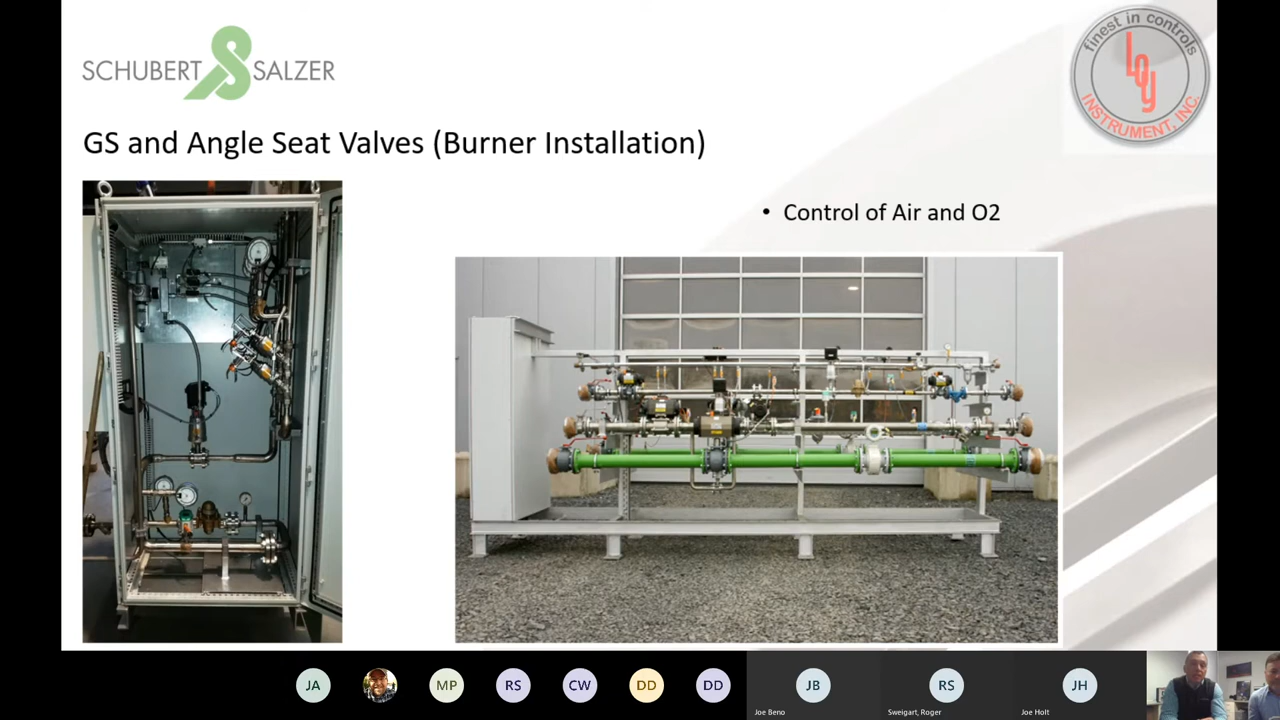 SCHUBERT SALZER
finest in controls
Loy
INSTRUMENT, INC.
GS and Angle Seat Valves (Burner Installation)
• Control of Air and O2
JA
MP
RS
CW
DD
DD
JB
RS
JH
Joe Beno
Sweigart, Roger
Joe Holt